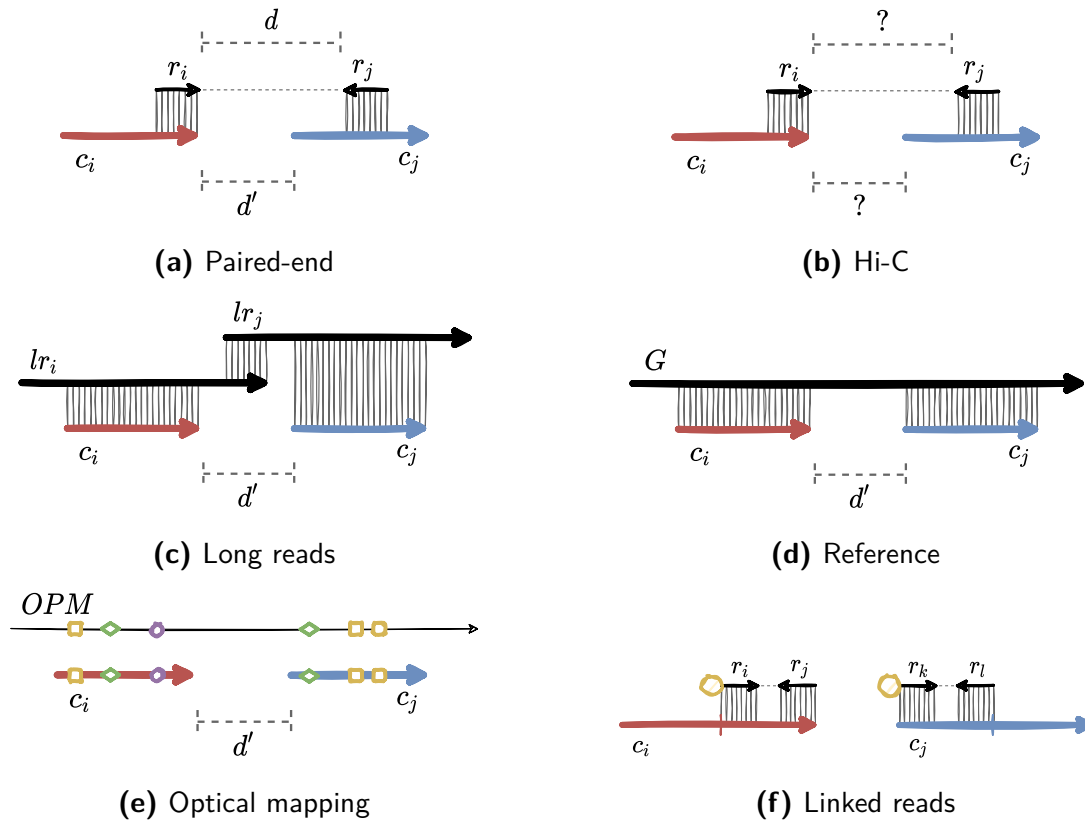 d
r_i r_j
c_i c_j
d'
(a) Paired-end
?
r_i r_j
c_i c_j
?
(b) Hi-C
lr_j
lr_i
c_i c_j
d'
(c) Long reads
G
c_i c_j
d'
(d) Reference
OPM
c_i c_j
d'
(e) Optical mapping
r_i r_j r_k r_l
c_i c_j
(f) Linked reads